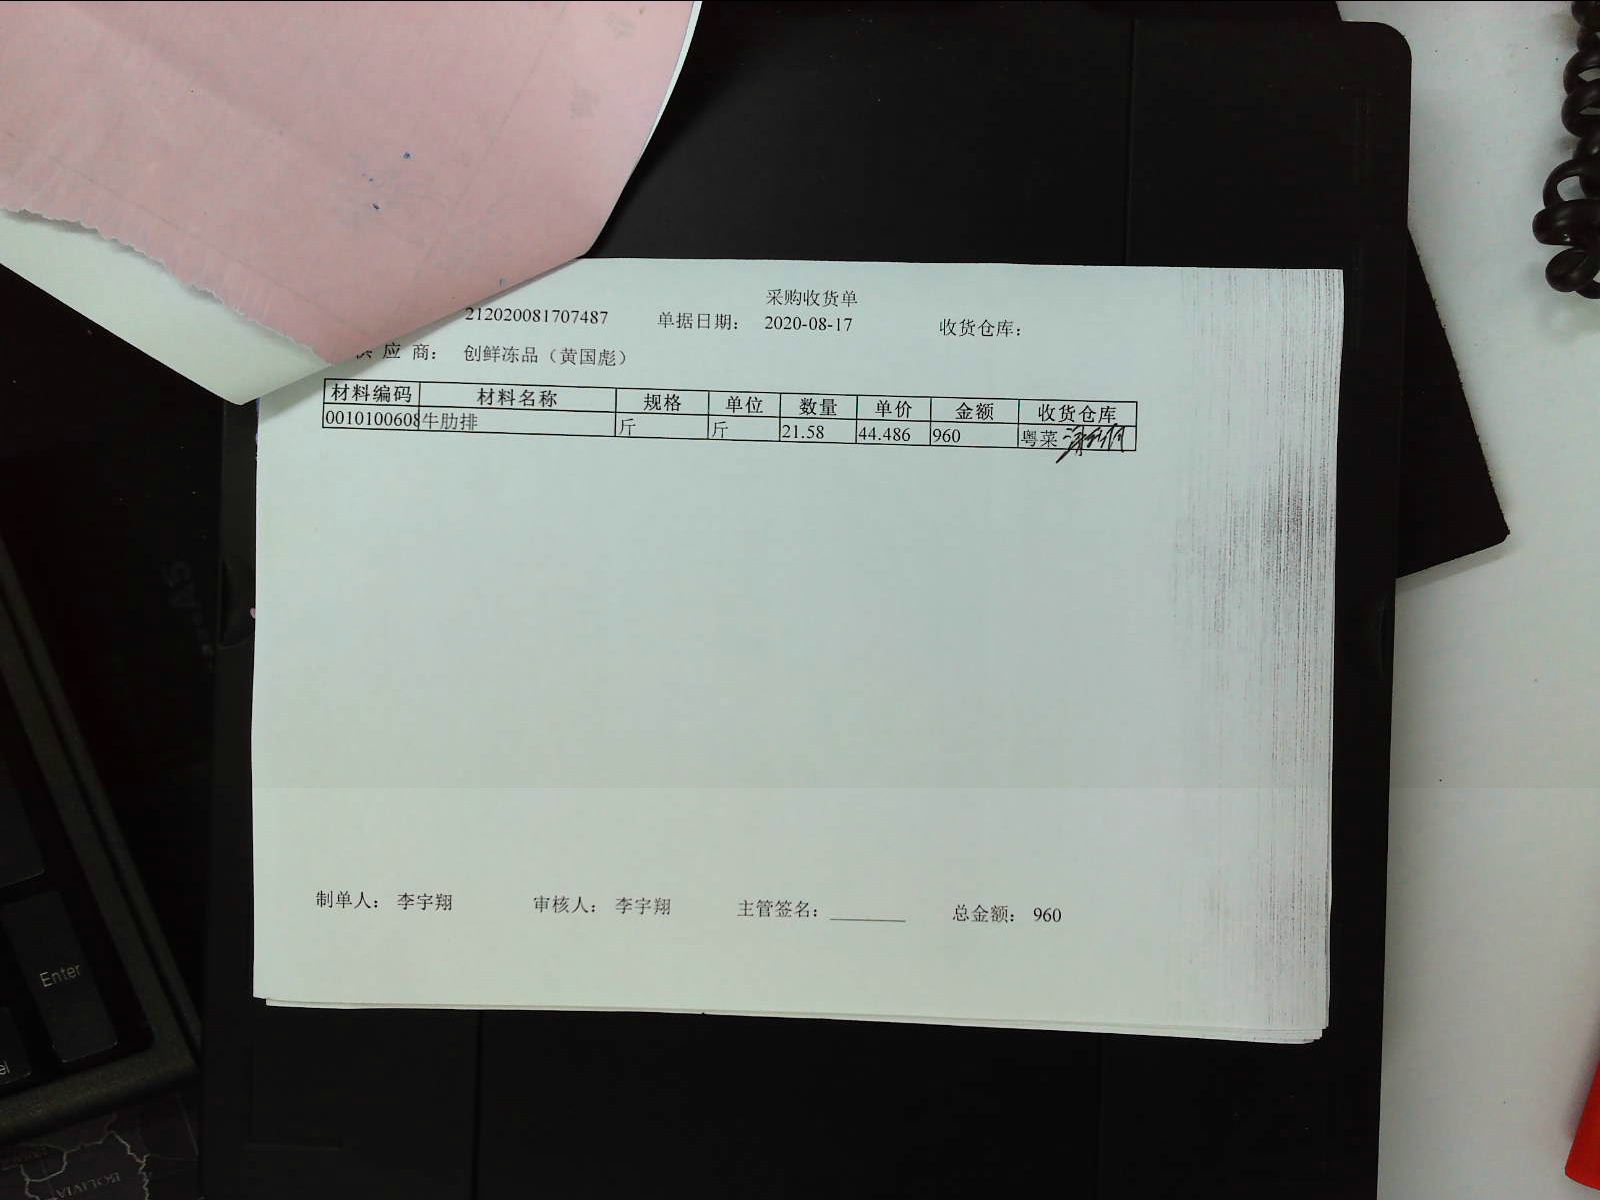 采购收货单
212020081707487 单据日期: 2020-08-17 收货仓库:
供 应 商: 创鲜冻品（黄国彪）
材料编码 材料名称 规格 单位 数量 单价 金额 收货仓库
0010100608 牛肋排 斤 斤 21.58 44.486 960 粤菜
制单人: 李宇翔 审核人: 李宇翔 主管签名: ________ 总金额: 960
Enter
BOLIVIA